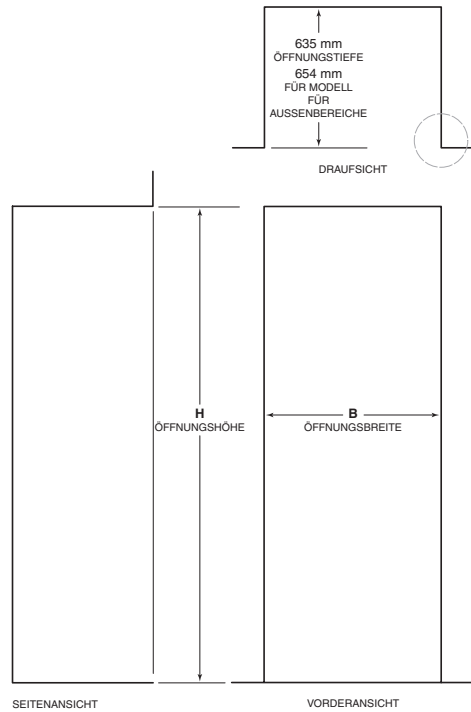 635 mm
ÖFFNUNGSTIEFE
654 mm
FÜR MODELL
FÜR
AUSSENBEREICHE
DRAUFSICHT
H
ÖFFNUNGSHÖHE
B
ÖFFNUNGSBREITE
SEITENANSICHT
VORDERANSICHT